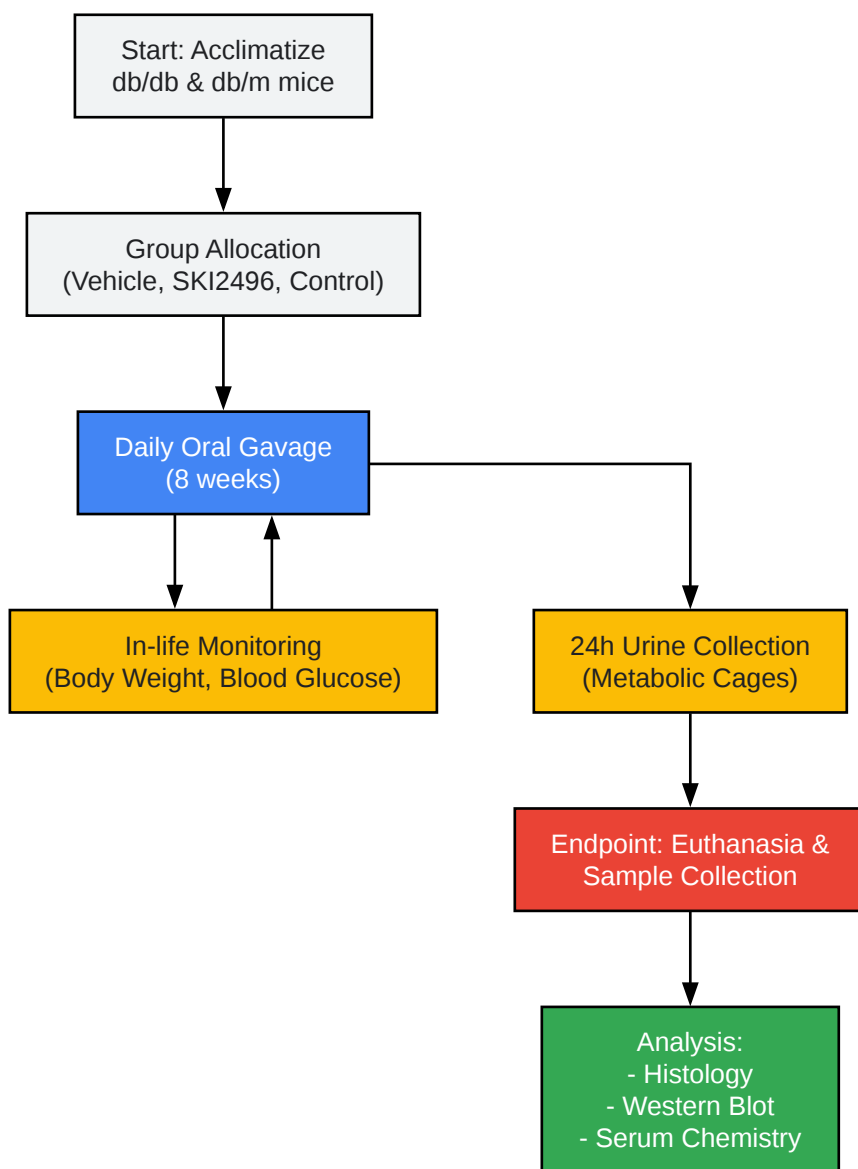 Start: Acclimatize
db/db & db/m mice
Group Allocation
(Vehicle, SKI2496, Control)
Daily Oral Gavage
(8 weeks)
In-life Monitoring
(Body Weight, Blood Glucose)
24h Urine Collection
(Metabolic Cages)
Endpoint: Euthanasia &
Sample Collection
Analysis:
- Histology
- Western Blot
- Serum Chemistry